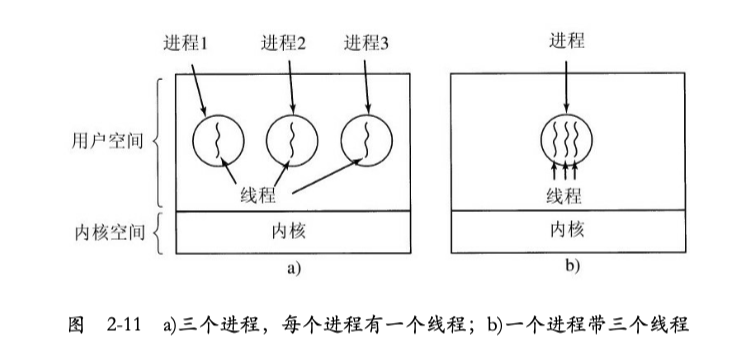 进程1 进程2 进程3 进程
用户空间
线程 线程
内核空间 内核 内核
a) b)
图 2-11 a)三个进程，每个进程有一个线程；b)一个进程带三个线程